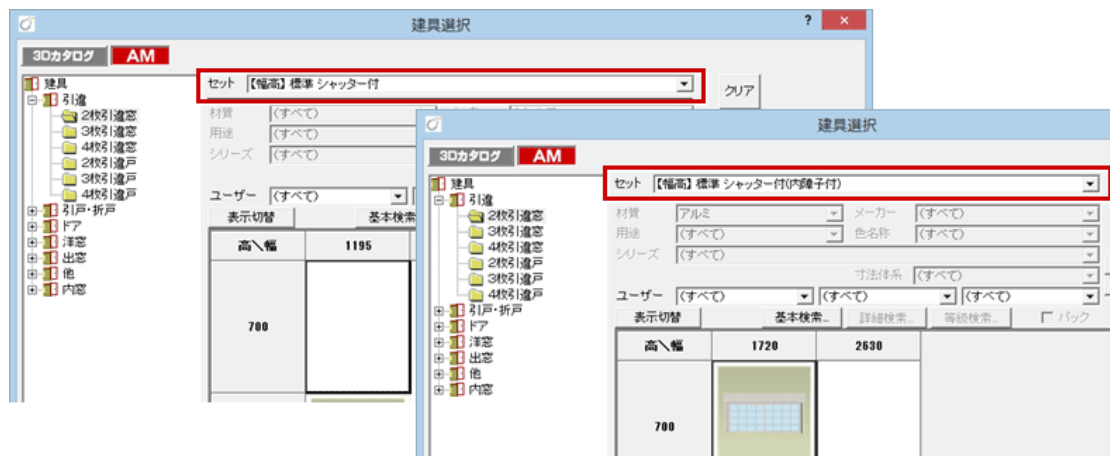 建具選択
? ×
3Dカタログ AM
建具
引違
2枚引違窓
3枚引違窓
4枚引違窓
2枚引違戸
3枚引違戸
4枚引違戸
引戸・折戸
ドア
洋窓
出窓
他
内窓
セット 【幅高】標準 シャッター付
クリア
材質 (すべて)
用途 (すべて)
シリーズ (すべて)
ユーザー (すべて)
表示切替 基本検索
高\幅 1195
700
建具選択
3Dカタログ AM
建具
引違
2枚引違窓
3枚引違窓
4枚引違窓
2枚引違戸
3枚引違戸
4枚引違戸
引戸・折戸
ドア
洋窓
出窓
他
内窓
セット 【幅高】標準 シャッター付(内障子付)
材質 アルミ メーカー (すべて)
用途 (すべて) 色名称 (すべて)
シリーズ (すべて)
寸法体系 (すべて)
ユーザー (すべて) (すべて) (すべて)
表示切替 基本検索... 詳細検索... 等級検索... パック
高\幅 1720 2630
700